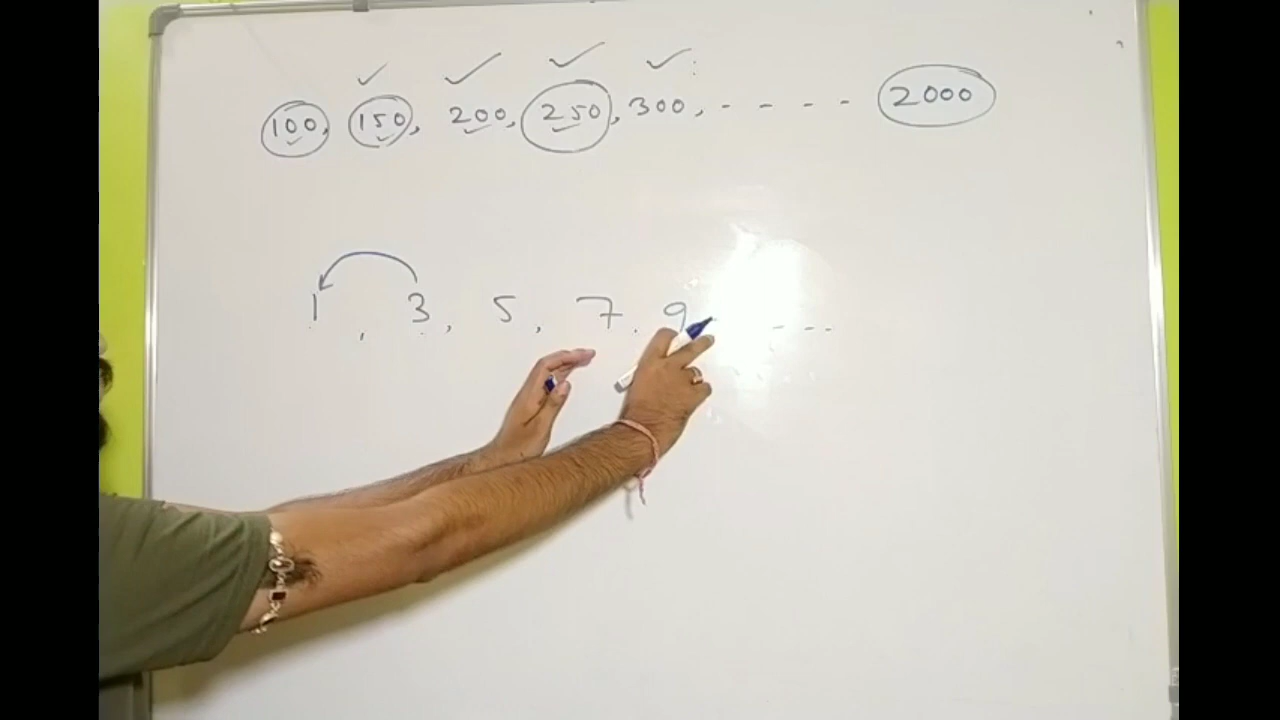 100, 150, 200, 250, 300, - - - - 2000
1, 3, 5, 7, 9 - - -